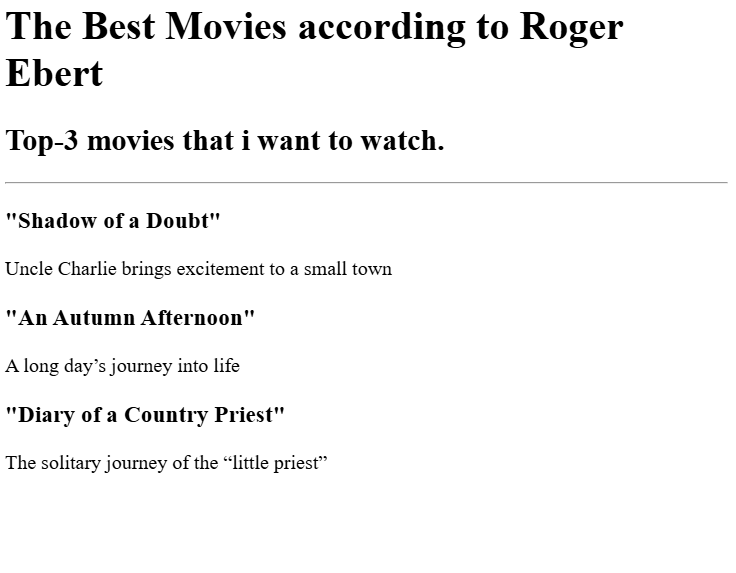 The Best Movies according to Roger
Ebert
Top-3 movies that i want to watch.
"Shadow of a Doubt"
Uncle Charlie brings excitement to a small town
"An Autumn Afternoon"
A long day’s journey into life
"Diary of a Country Priest"
The solitary journey of the “little priest”